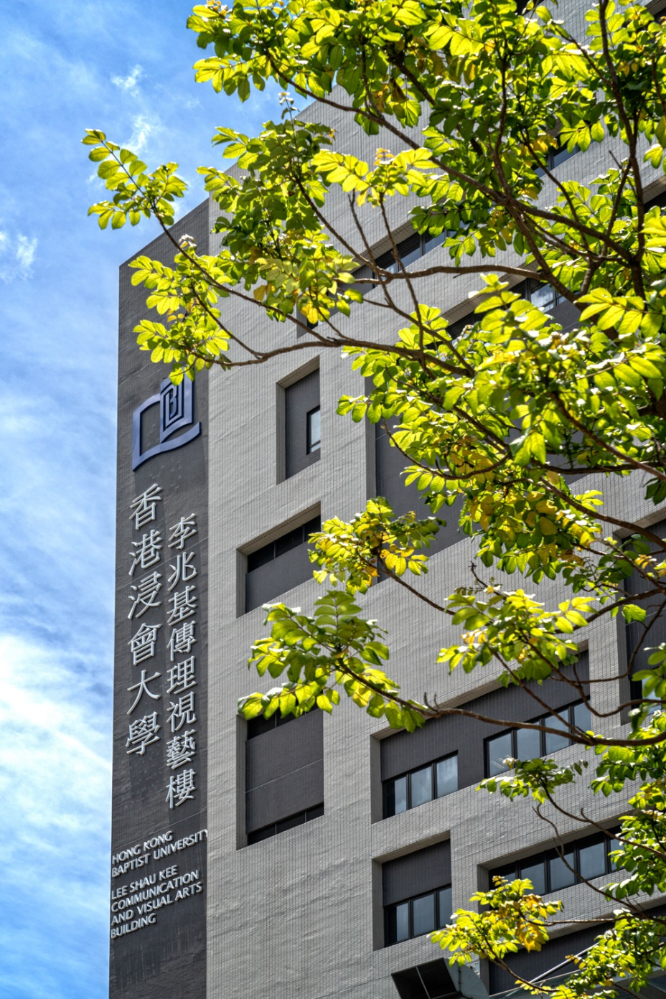 香港浸會大學
李兆基傳理視藝樓
HONG KONG
BAPTIST UNIVERSITY
LEE SHAU KEE
COMMUNICATION
AND VISUAL ARTS
BUILDING